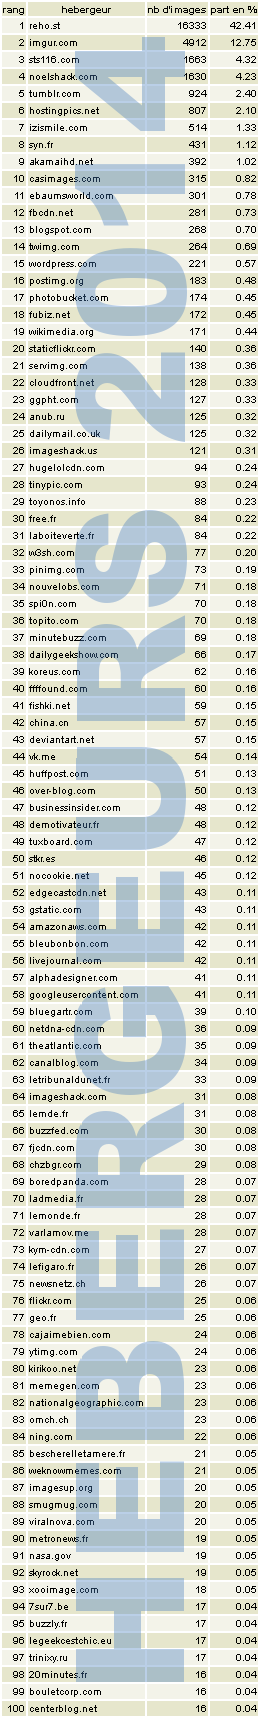 rang hebergeur nb d'images part en %
1 reho.st 16333 42.41
2 imgur.com 4912 12.75
3 sts116.com 1663 4.32
4 noelshack.com 1630 4.23
5 tumblr.com 924 2.40
6 hostingpics.net 807 2.10
7 izismile.com 514 1.33
8 syn.fr 431 1.12
9 akamaihd.net 392 1.02
10 casimages.com 315 0.82
11 ebaumsworld.com 301 0.78
12 fbcdn.net 281 0.73
13 blogspot.com 268 0.70
14 twimg.com 264 0.69
15 wordpress.com 221 0.57
16 postimg.org 183 0.48
17 photobucket.com 174 0.45
18 fubiz.net 172 0.45
19 wikimedia.org 171 0.44
20 staticflickr.com 140 0.36
21 servimg.com 138 0.36
22 cloudfront.net 128 0.33
23 ggpht.com 127 0.33
24 anub.ru 125 0.32
25 dailymail.co.uk 125 0.32
26 imageshack.us 121 0.31
27 hugelolcdn.com 94 0.24
28 tinypic.com 93 0.24
29 toyonos.info 88 0.23
30 free.fr 84 0.22
31 laboiteverte.fr 84 0.22
32 w3sh.com 77 0.20
33 pinimg.com 73 0.19
34 nouvelobs.com 71 0.18
35 spi0n.com 70 0.18
36 topito.com 70 0.18
37 minutebuzz.com 69 0.18
38 dailygeekshow.com 66 0.17
39 koreus.com 62 0.16
40 ffffound.com 60 0.16
41 fishki.net 59 0.15
42 china.cn 57 0.15
43 deviantart.net 57 0.15
44 vk.me 54 0.14
45 huffpost.com 51 0.13
46 over-blog.com 50 0.13
47 businessinsider.com 48 0.12
48 demotivateur.fr 48 0.12
49 tuxboard.com 47 0.12
50 stkr.es 46 0.12
51 nocookie.net 45 0.12
52 edgecastcdn.net 43 0.11
53 gstatic.com 43 0.11
54 amazonaws.com 42 0.11
55 bleubonbon.com 42 0.11
56 livejournal.com 42 0.11
57 alphadesigner.com 41 0.11
58 googleusercontent.com 41 0.11
59 bluegartr.com 39 0.10
60 netdna-cdn.com 36 0.09
61 theatlantic.com 35 0.09
62 canalblog.com 34 0.09
63 letribunaldunet.fr 33 0.09
64 imageshack.com 31 0.08
65 lemde.fr 31 0.08
66 buzzfed.com 30 0.08
67 fjcdn.com 30 0.08
68 chzbgr.com 29 0.08
69 boredpanda.com 28 0.07
70 ladmedia.fr 28 0.07
71 lemonde.fr 28 0.07
72 varlamov.me 28 0.07
73 kym-cdn.com 27 0.07
74 lefigaro.fr 26 0.07
75 newsnetz.ch 26 0.07
76 flickr.com 25 0.06
77 geo.fr 25 0.06
78 cajaimebien.com 24 0.06
79 ytimg.com 24 0.06
80 kirikoo.net 23 0.06
81 memegen.com 23 0.06
82 nationalgeographic.com 23 0.06
83 omch.ch 23 0.06
84 ning.com 22 0.06
85 bescherelletamere.fr 21 0.05
86 weknowmemes.com 21 0.05
87 imagesup.org 20 0.05
88 smugmug.com 20 0.05
89 viralnova.com 20 0.05
90 metronews.fr 19 0.05
91 nasa.gov 19 0.05
92 skyrock.net 19 0.05
93 xooimage.com 18 0.05
94 7sur7.be 17 0.04
95 buzzly.fr 17 0.04
96 legeekcestchic.eu 17 0.04
97 trinixy.ru 17 0.04
98 20minutes.fr 16 0.04
99 bouletcorp.com 16 0.04
100 centerblog.net 16 0.04
HEBERGEURS 2014